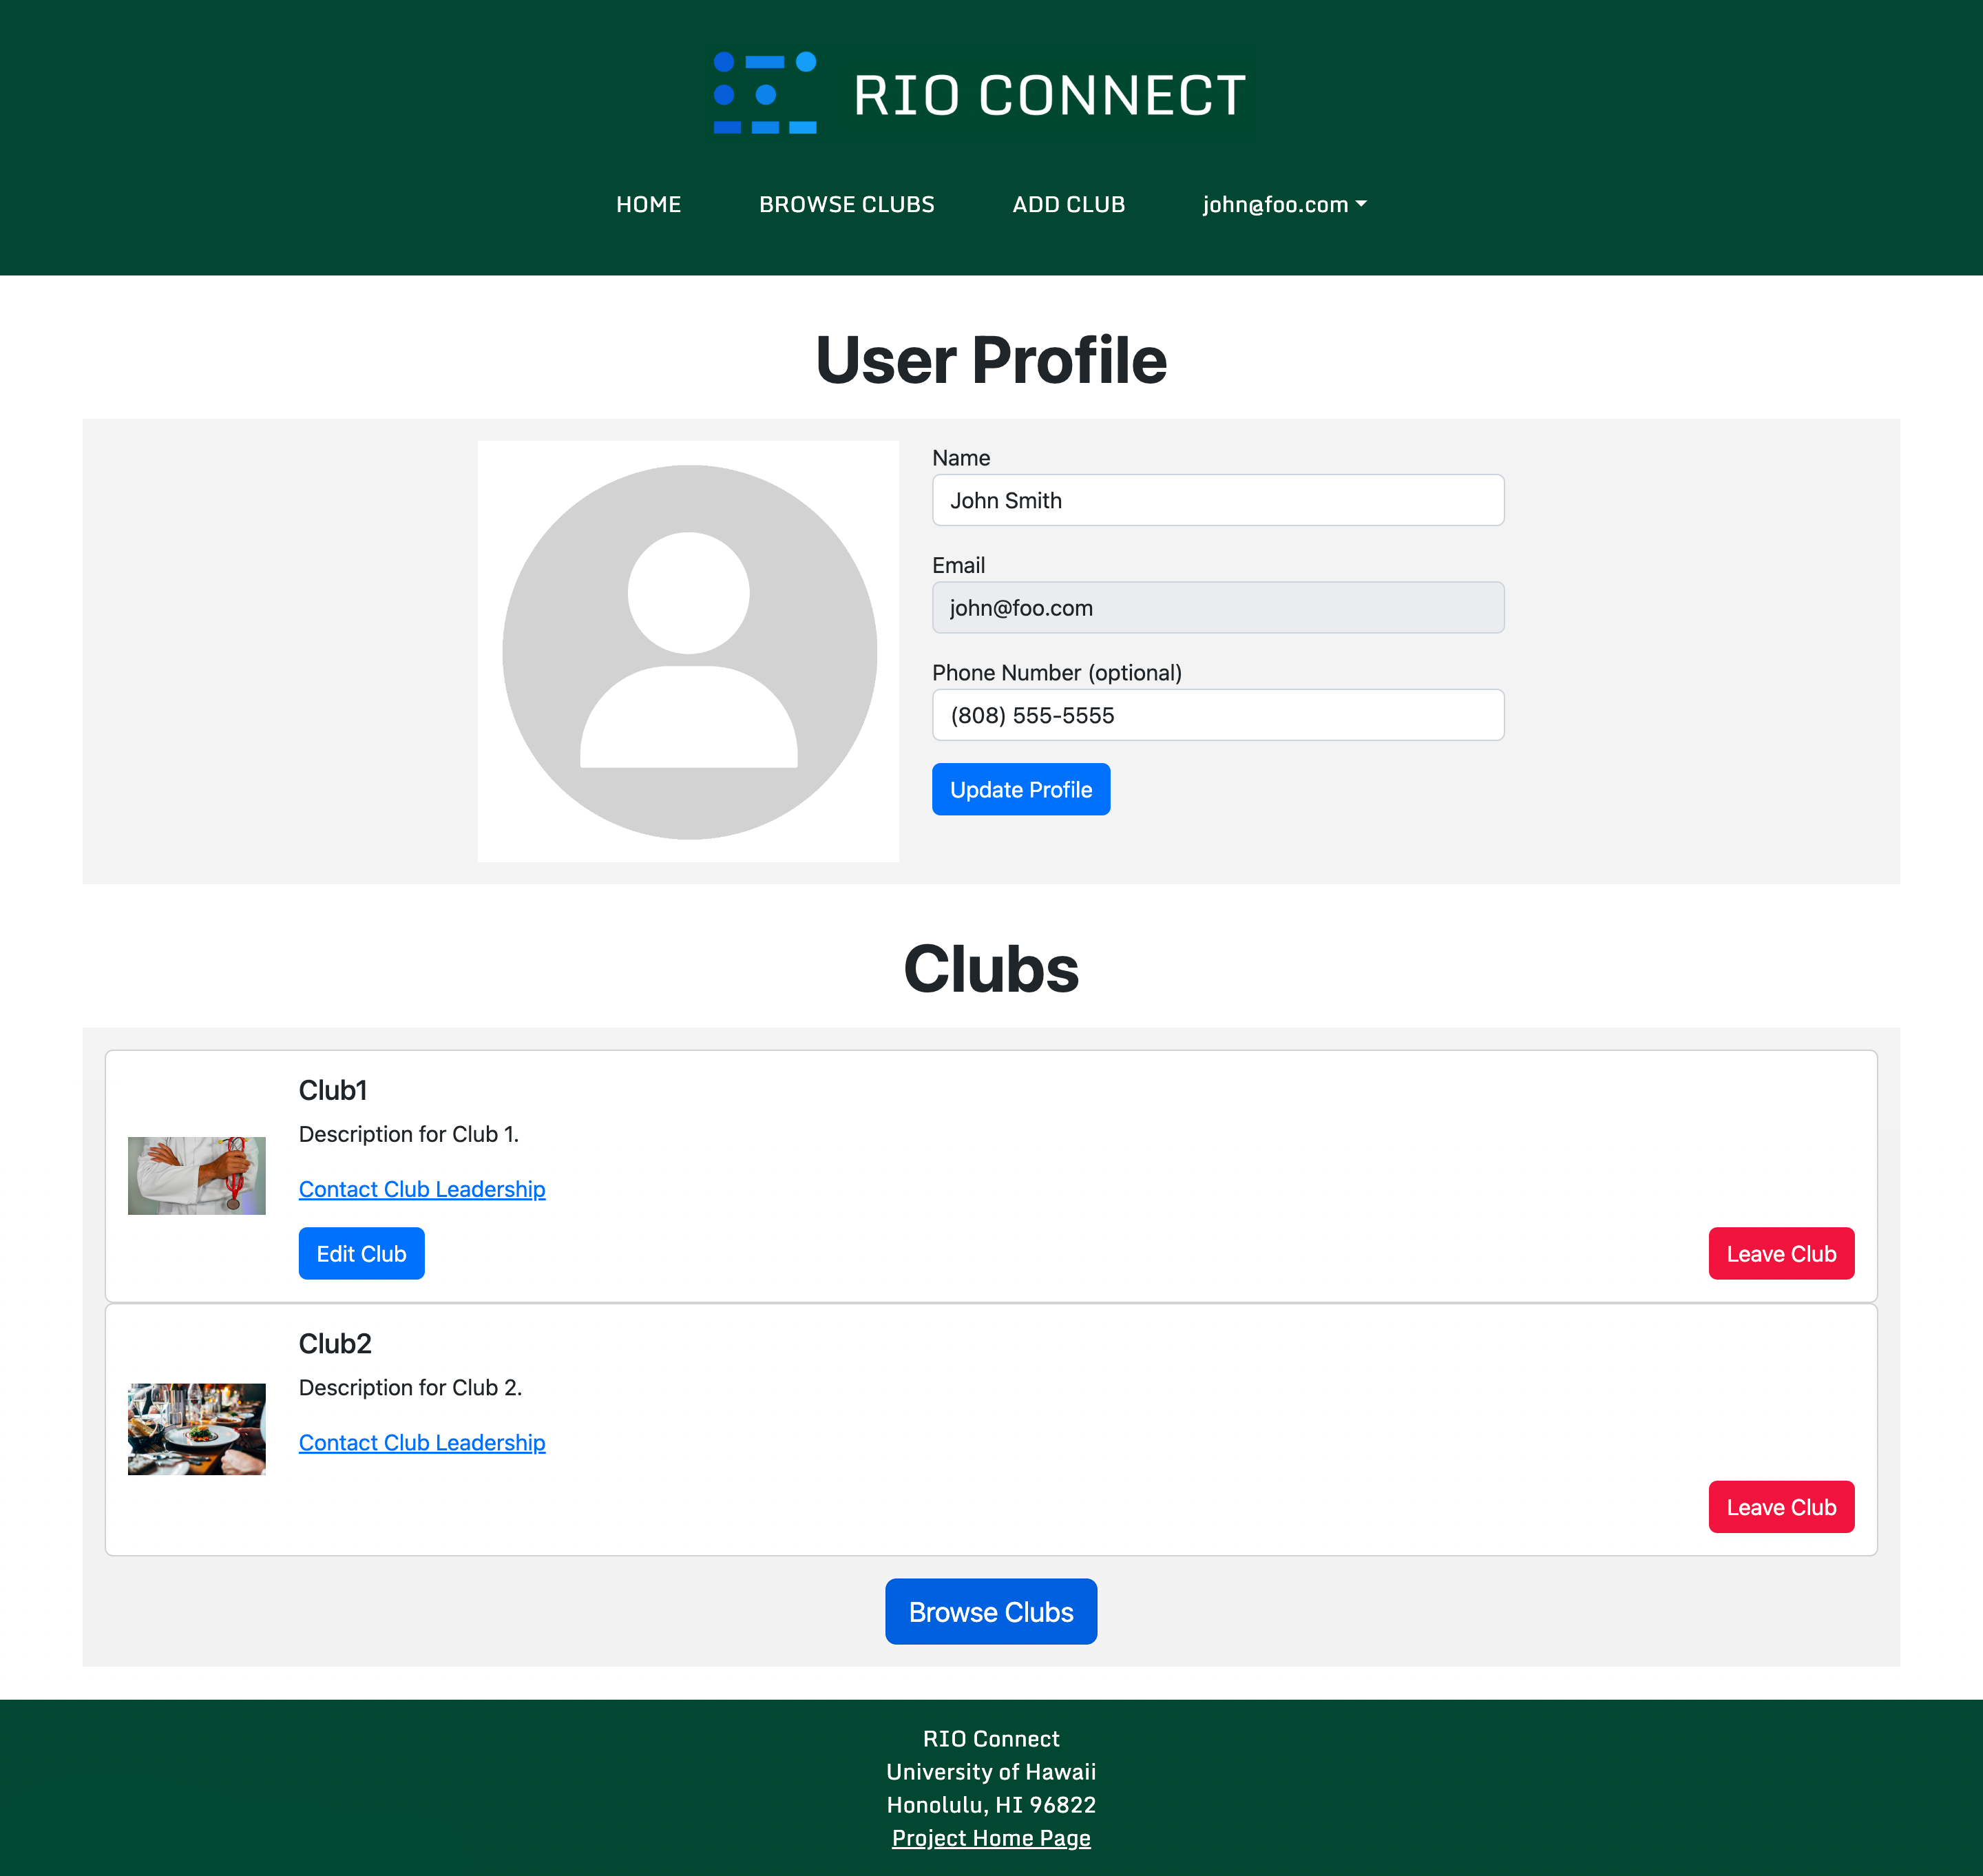 RIO CONNECT
HOME BROWSE CLUBS ADD CLUB john@foo.com
User Profile
Name
John Smith
Email
john@foo.com
Phone Number (optional)
(808) 555-5555
Update Profile
Clubs
Club1
Description for Club 1.
Contact Club Leadership
Edit Club Leave Club
Club2
Description for Club 2.
Contact Club Leadership
Leave Club
Browse Clubs
RIO Connect
University of Hawaii
Honolulu, HI 96822
Project Home Page